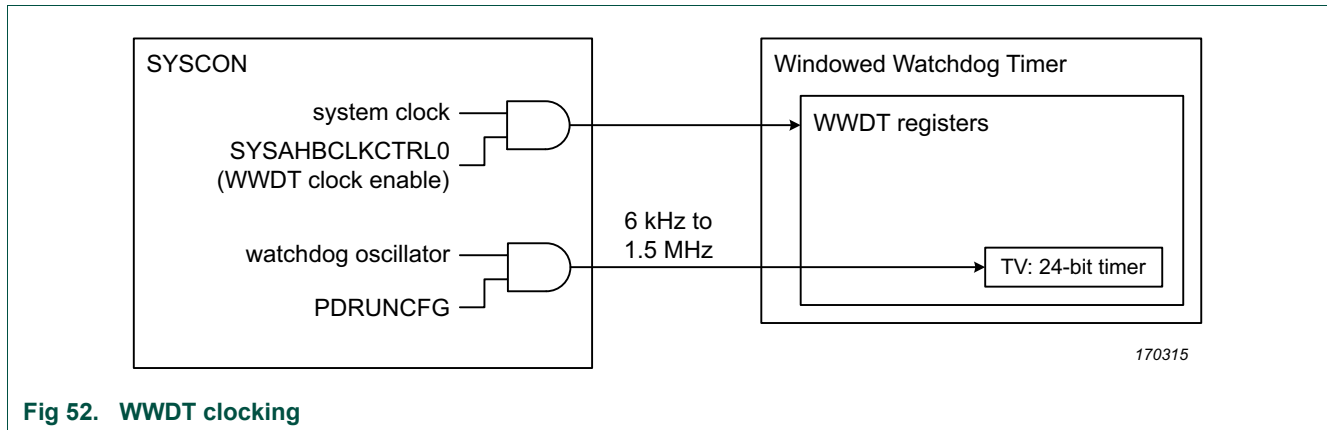 SYSCON
system clock
SYSAHBCLKCTRL0
(WWDT clock enable)
watchdog oscillator
PDRUNCFG
6 kHz to
1.5 MHz
Windowed Watchdog Timer
WWDT registers
TV: 24-bit timer
170315
Fig 52. WWDT clocking